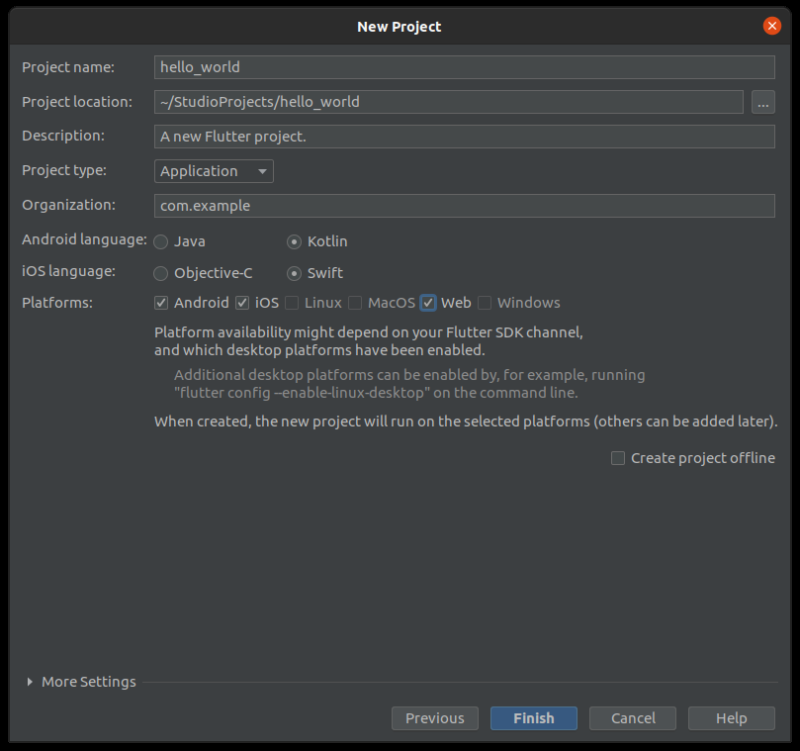 New Project
Project name: hello_world
Project location: ~/StudioProjects/hello_world ...
Description: A new Flutter project.
Project type: Application
Organization: com.example
Android language: Java Kotlin
iOS language: Objective-C Swift
Platforms: Android iOS Linux MacOS Web Windows
Platform availability might depend on your Flutter SDK channel,
and which desktop platforms have been enabled.
Additional desktop platforms can be enabled by, for example, running
"flutter config --enable-linux-desktop" on the command line.
When created, the new project will run on the selected platforms (others can be added later).
Create project offline
More Settings
Previous Finish Cancel Help